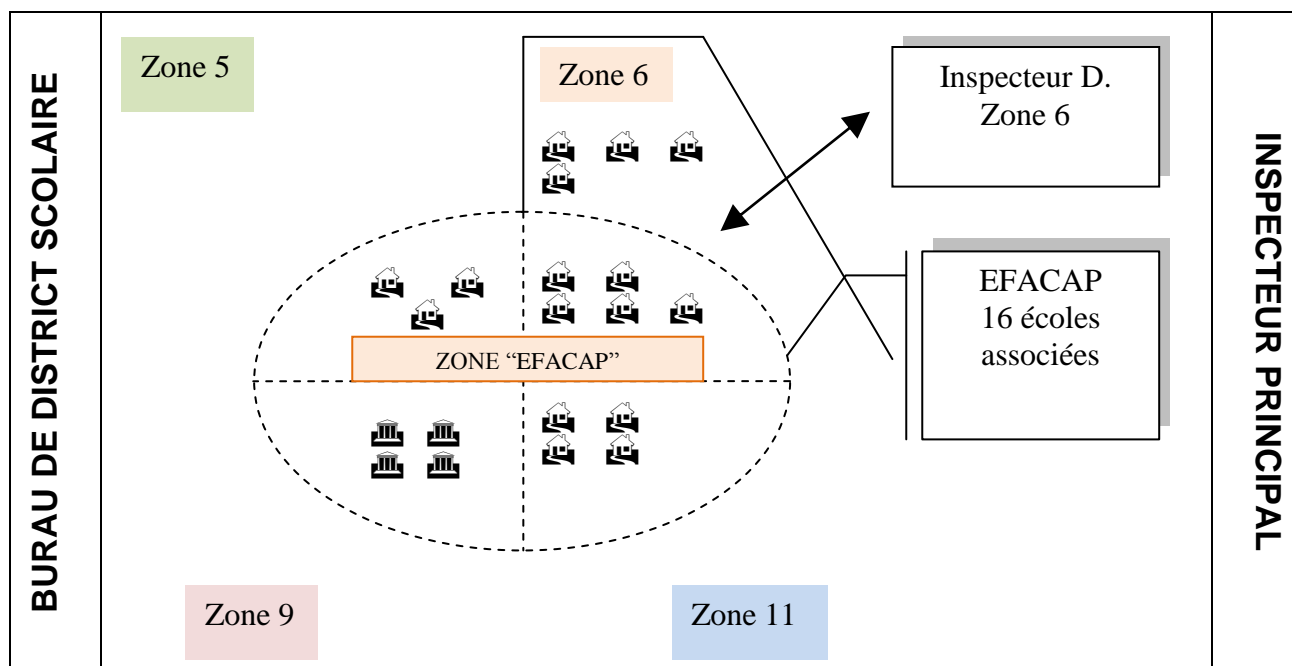 BURAU DE DISTRICT SCOLAIRE
Zone 5
Zone 6
Inspecteur D.
Zone 6
EFACAP
16 écoles
associées
ZONE “EFACAP”
Zone 9
Zone 11
INSPECTEUR PRINCIPAL